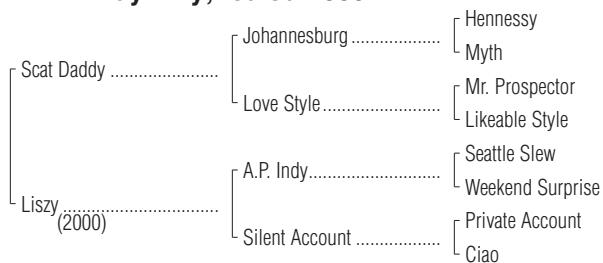 Johannesburg ....................
Hennessy
Myth
Scat Daddy ........................
Love Style..........................
Mr. Prospector
Likeable Style
A.P. Indy.............................
Seattle Slew
Weekend Surprise
Liszy ...................................
(2000)
Silent Account ..................
Private Account
Ciao